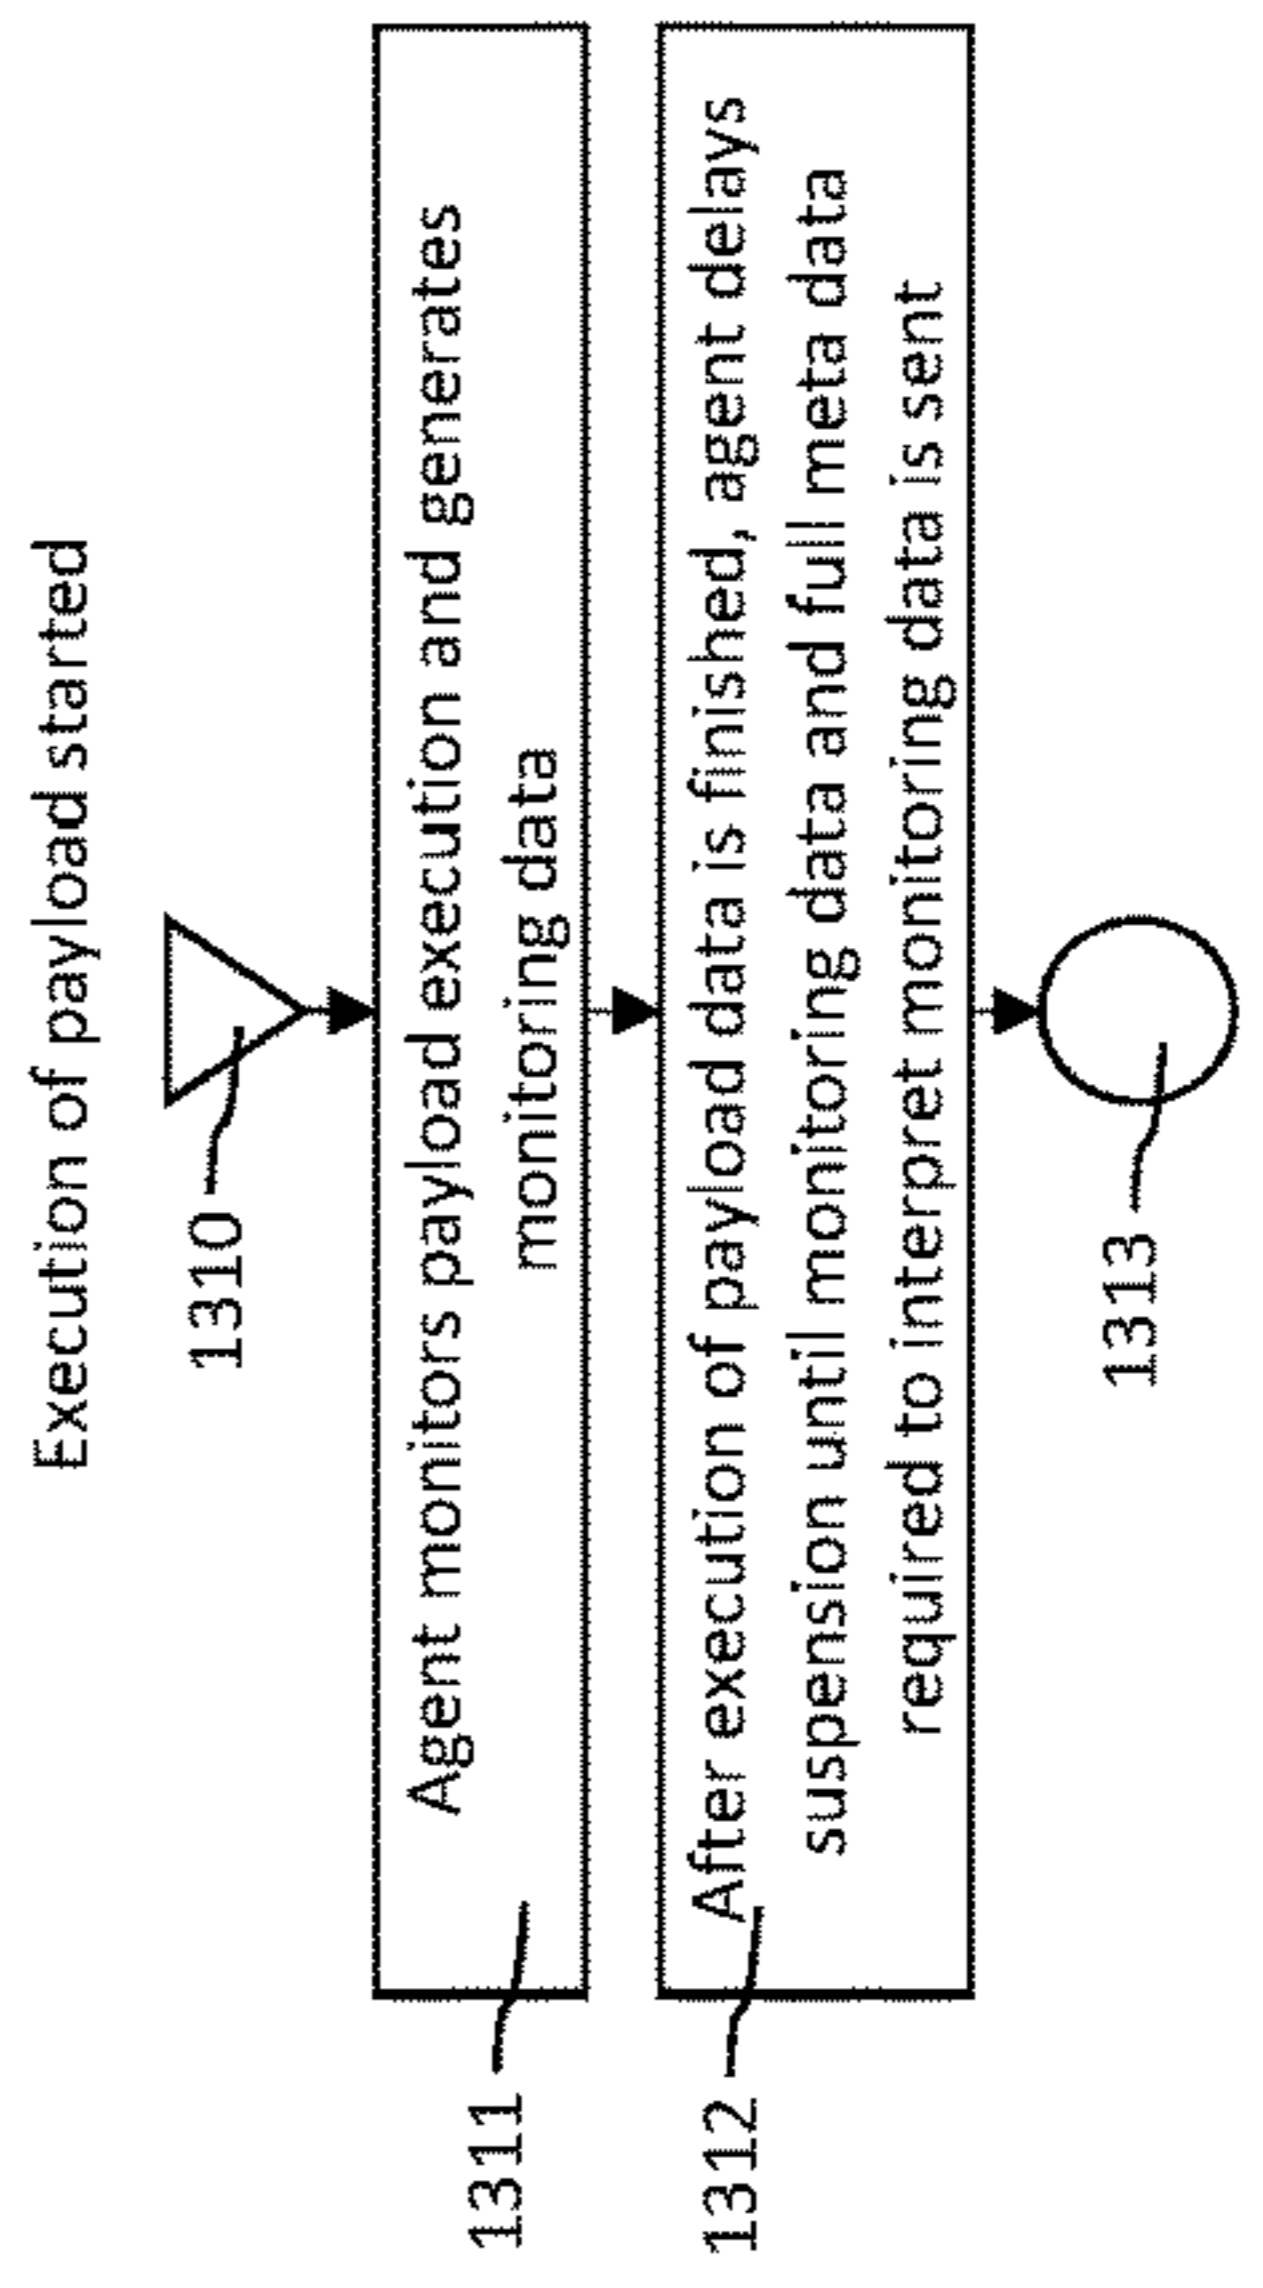 Execution of payload started
1310
Agent monitors payload execution and generates
monitoring data
1311
After execution of payload data is finished, agent delays
suspension until monitoring data and full meta data
required to interpret monitoring data is sent
1312
1313